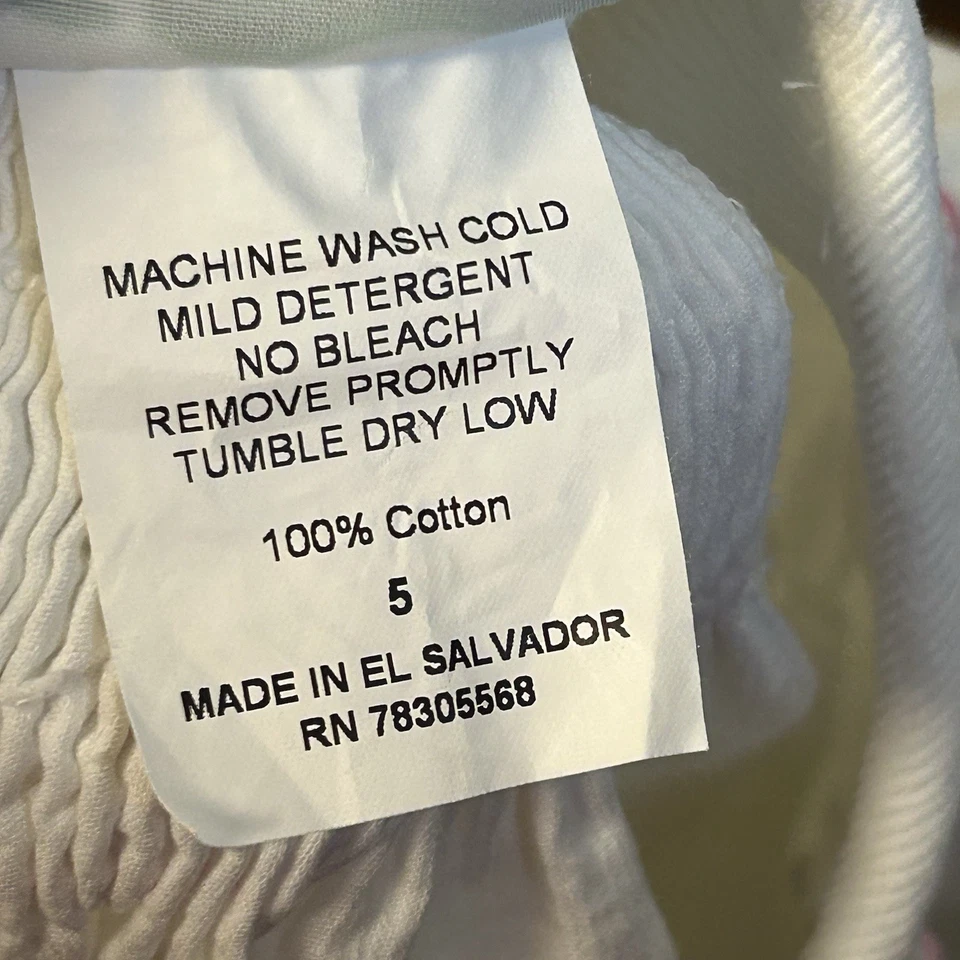 MACHINE WASH COLD
MILD DETERGENT
NO BLEACH
REMOVE PROMPTLY
TUMBLE DRY LOW
100% Cotton
5
MADE IN EL SALVADOR
RN 78305568